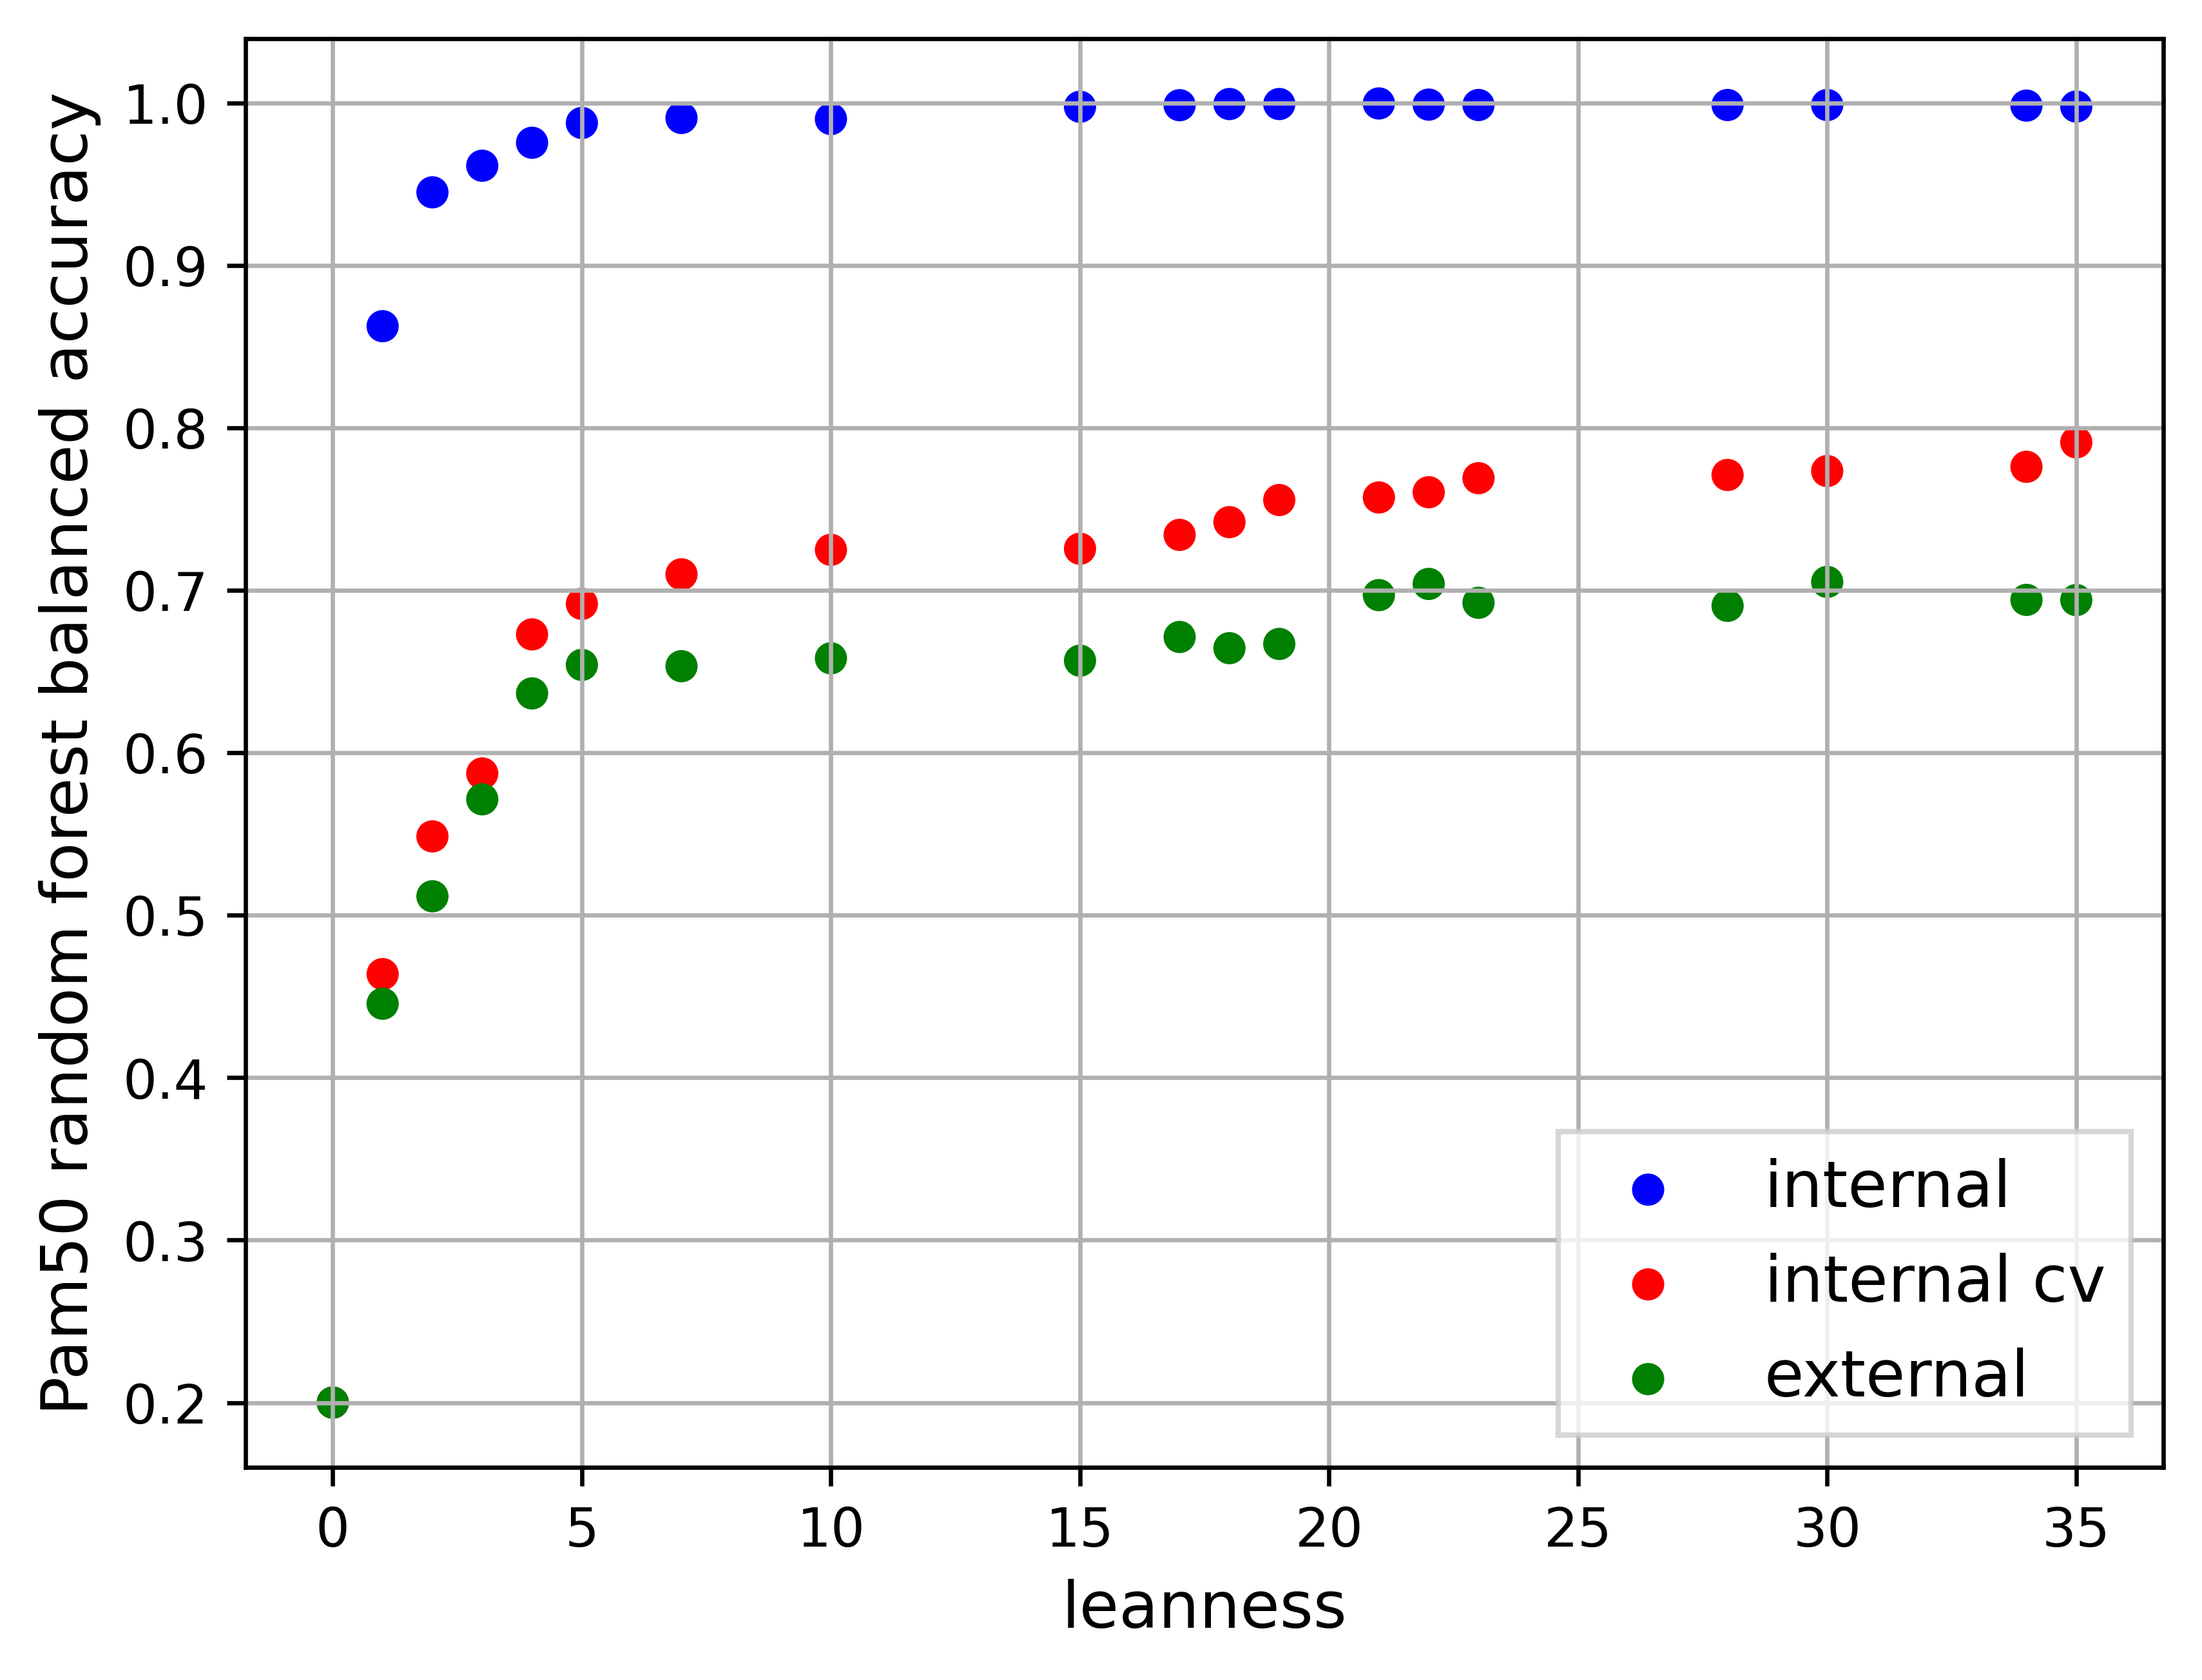 Pam50 random forest balanced accuracy
1.0
0.9
0.8
0.7
0.6
0.5
0.4
0.3
0.2
internal
internal cv
external
0 5 10 15 20 25 30 35
leanness